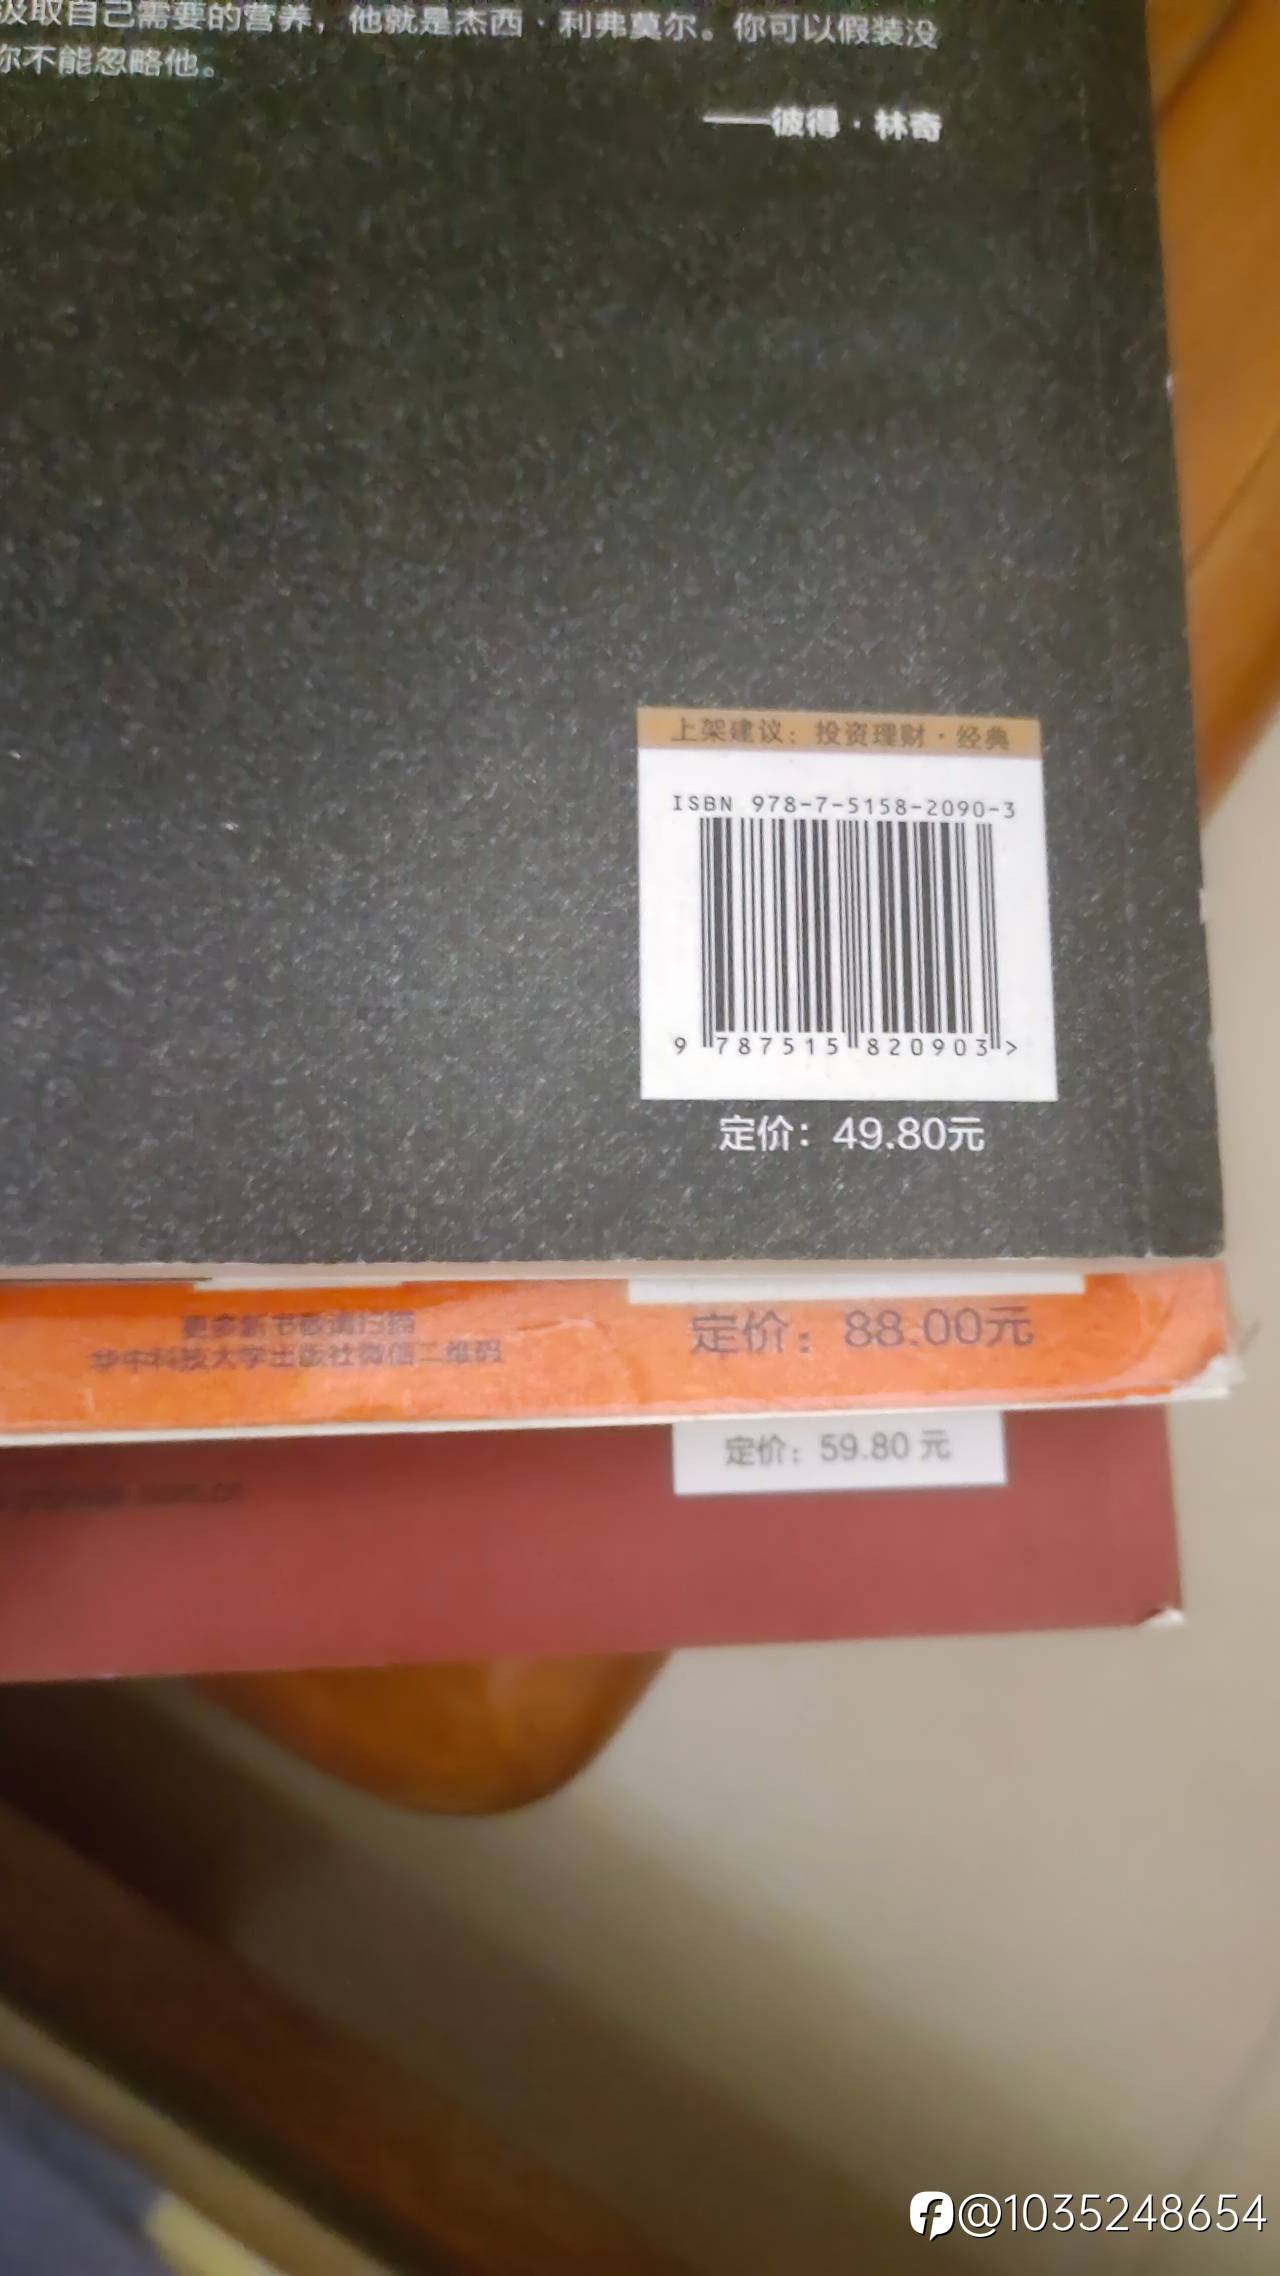 汲取自己需要的营养，他就是杰西·利弗莫尔。你可以假装没
你不能忽略他。
——彼得·林奇
上架建议：投资理财·经典
ISBN 978-7-5158-2090-3
9 787515 820903 >
定价：49.80元
更多新书敬请扫描
华中科技大学出版社微信二维码
定价：88.00元
定价：59.80 元
@1035248654